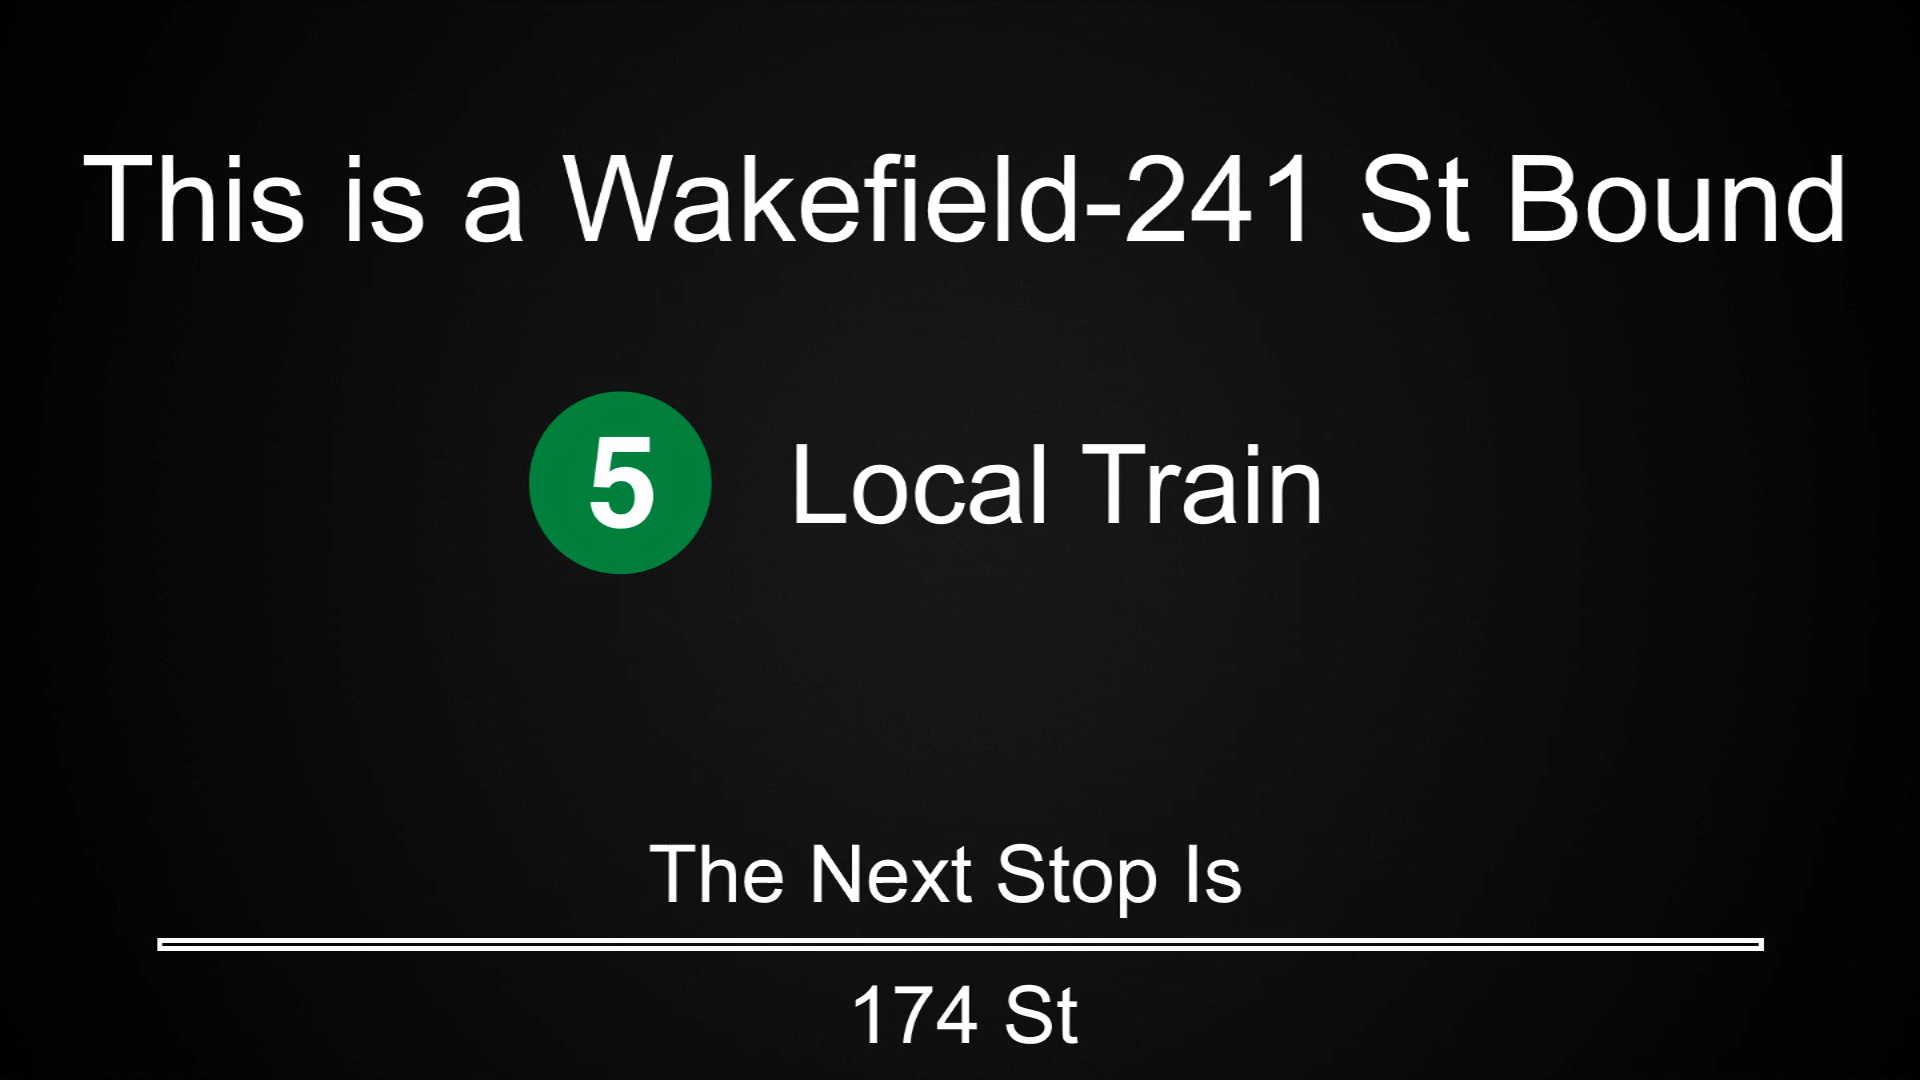 This is a Wakefield-241 St Bound
5 Local Train
The Next Stop Is
174 St